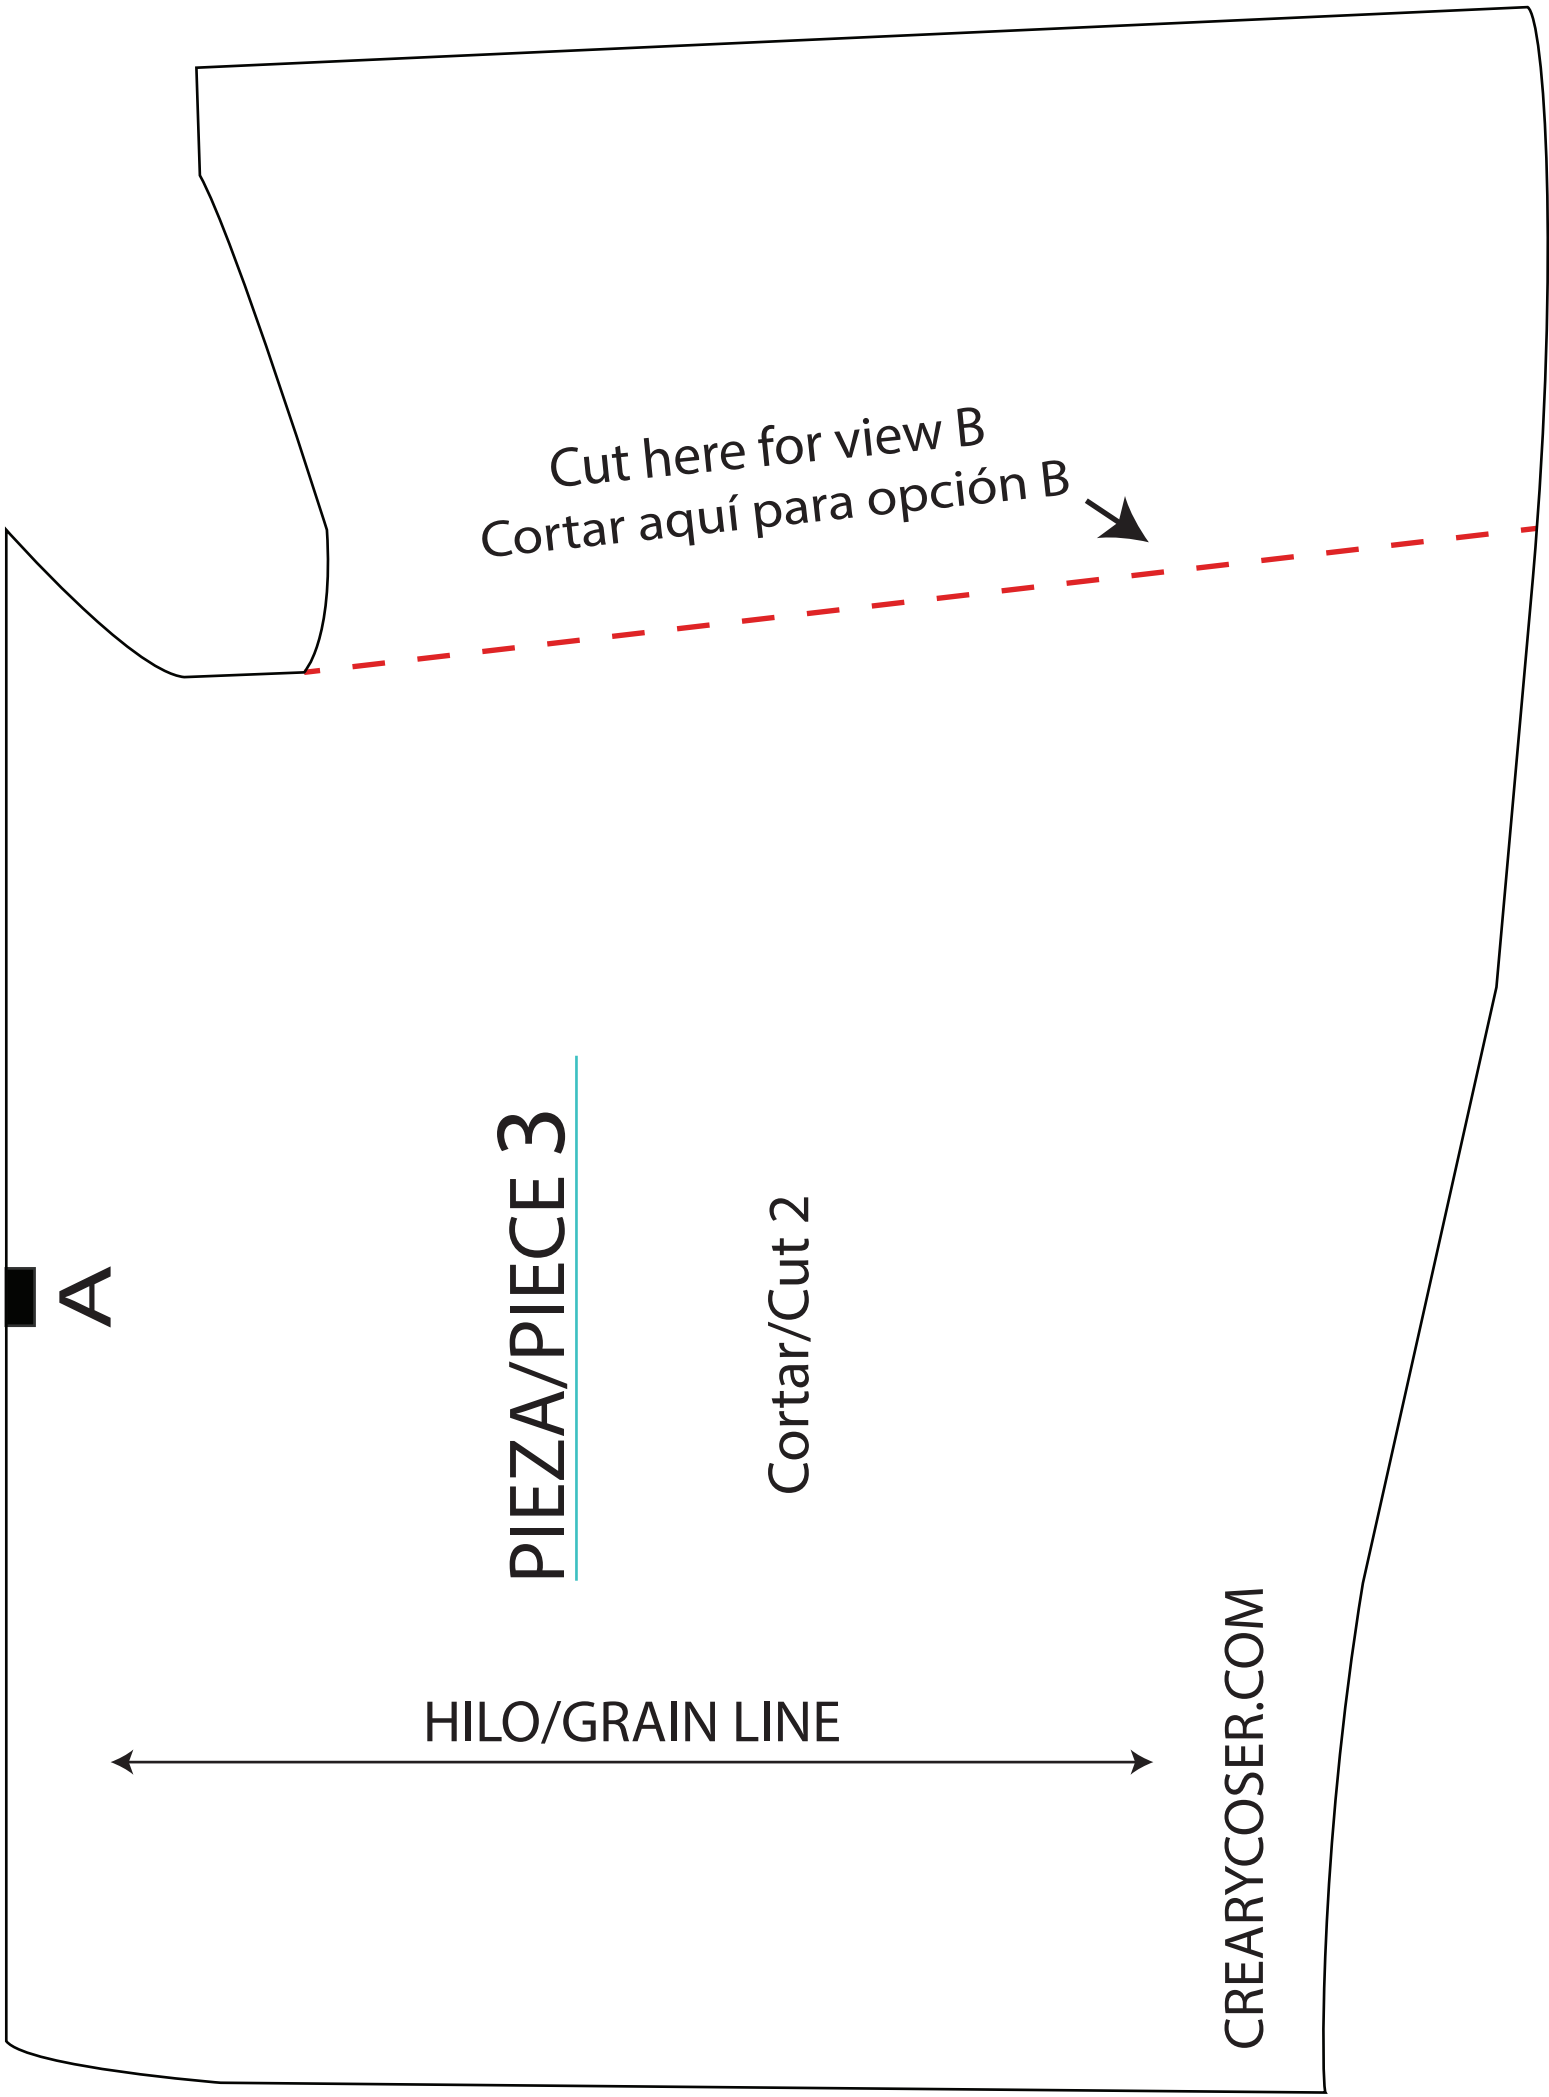 Cut here for view B
Cortar aquí para opción B
A
PIEZA/PIECE 3
Cortar/Cut 2
HILO/GRAIN LINE
CREARYCOSER.COM